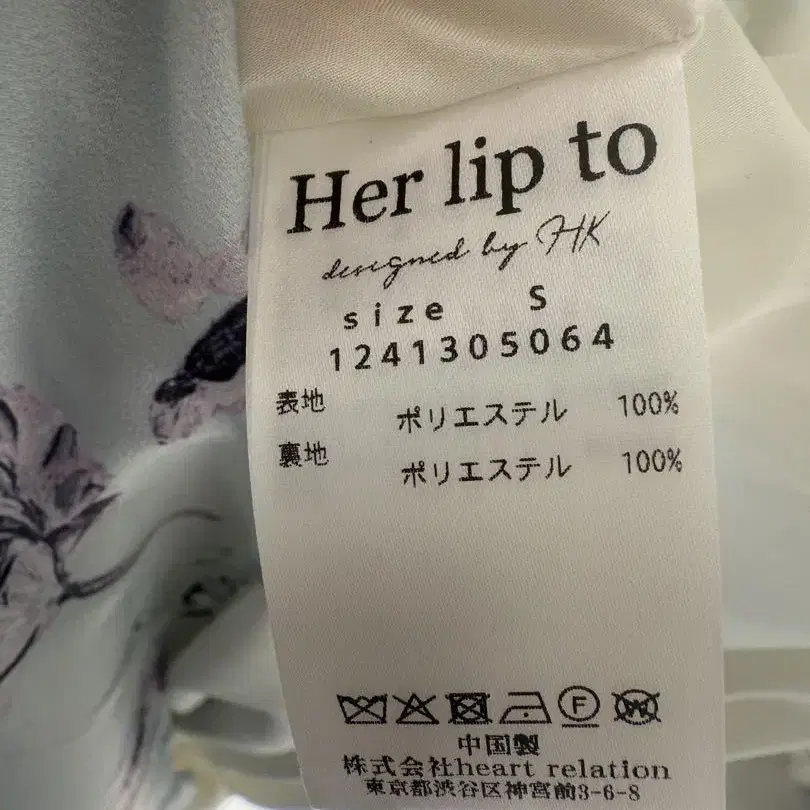 Her lip to
designed by HK
size S
1241305064
表地 ポリエステル 100%
裏地 ポリエステル 100%
F W
中国製
株式会社heart relation
東京都渋谷区神宮前3-6-8